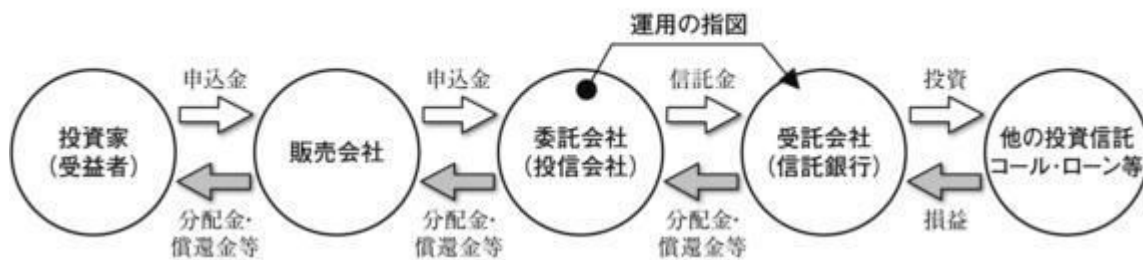 運用の指図
申込金
申込金
信託金
投資
投資家
(受益者)
販売会社
委託会社
(投信会社)
受託会社
(信託銀行)
他の投資信託
コール・ローン等
分配金・
償還金等
分配金・
償還金等
分配金・
償還金等
損益